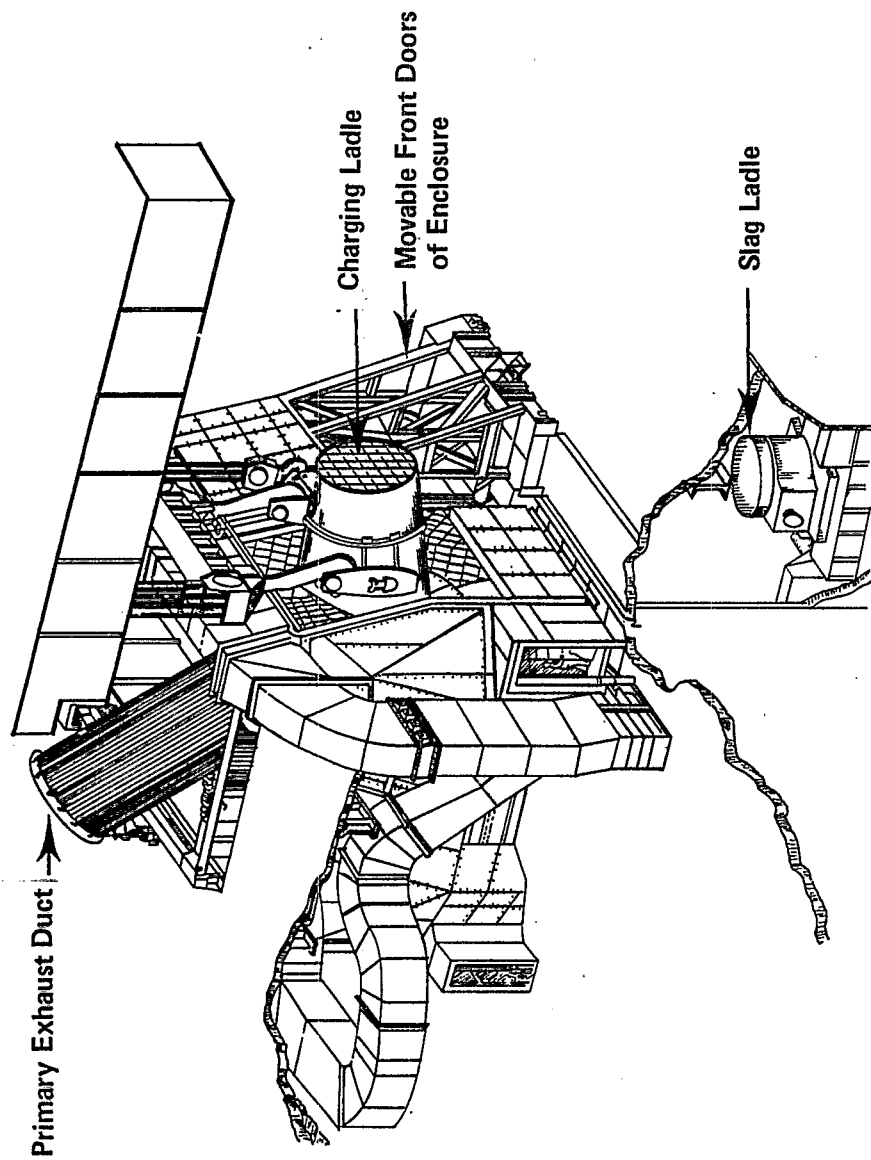 Primary Exhaust Duct
Charging Ladle
Movable Front Doors
of Enclosure
Slag Ladle